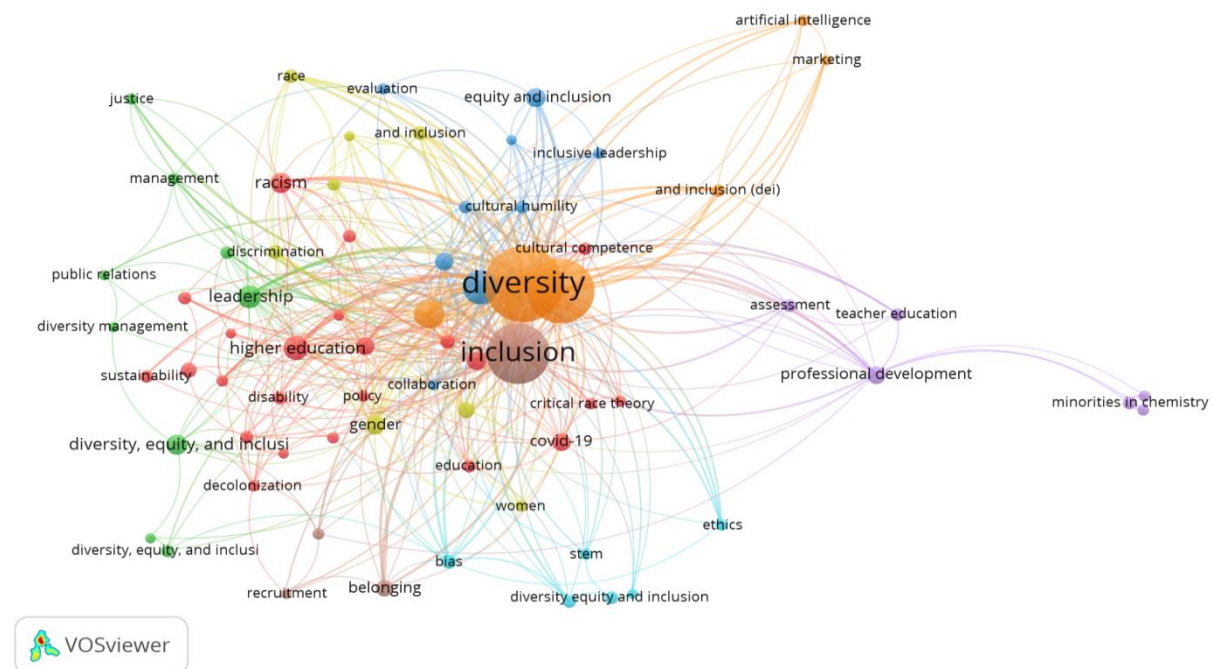 artificial intelligence
marketing
race
evaluation
equity and inclusion
justice
and inclusion
inclusive leadership
management
racism
and inclusion (dei)
cultural humility
discrimination
cultural competence
public relations
diversity
leadership
assessment
teacher education
diversity management
higher education
inclusion
sustainability
collaboration
professional development
disability
policy
critical race theory
minorities in chemistry
gender
diversity, equity, and inclusi
covid-19
education
decolonization
women
ethics
diversity, equity, and inclusi
stem
bias
recruitment
belonging
diversity equity and inclusion
VOSviewer